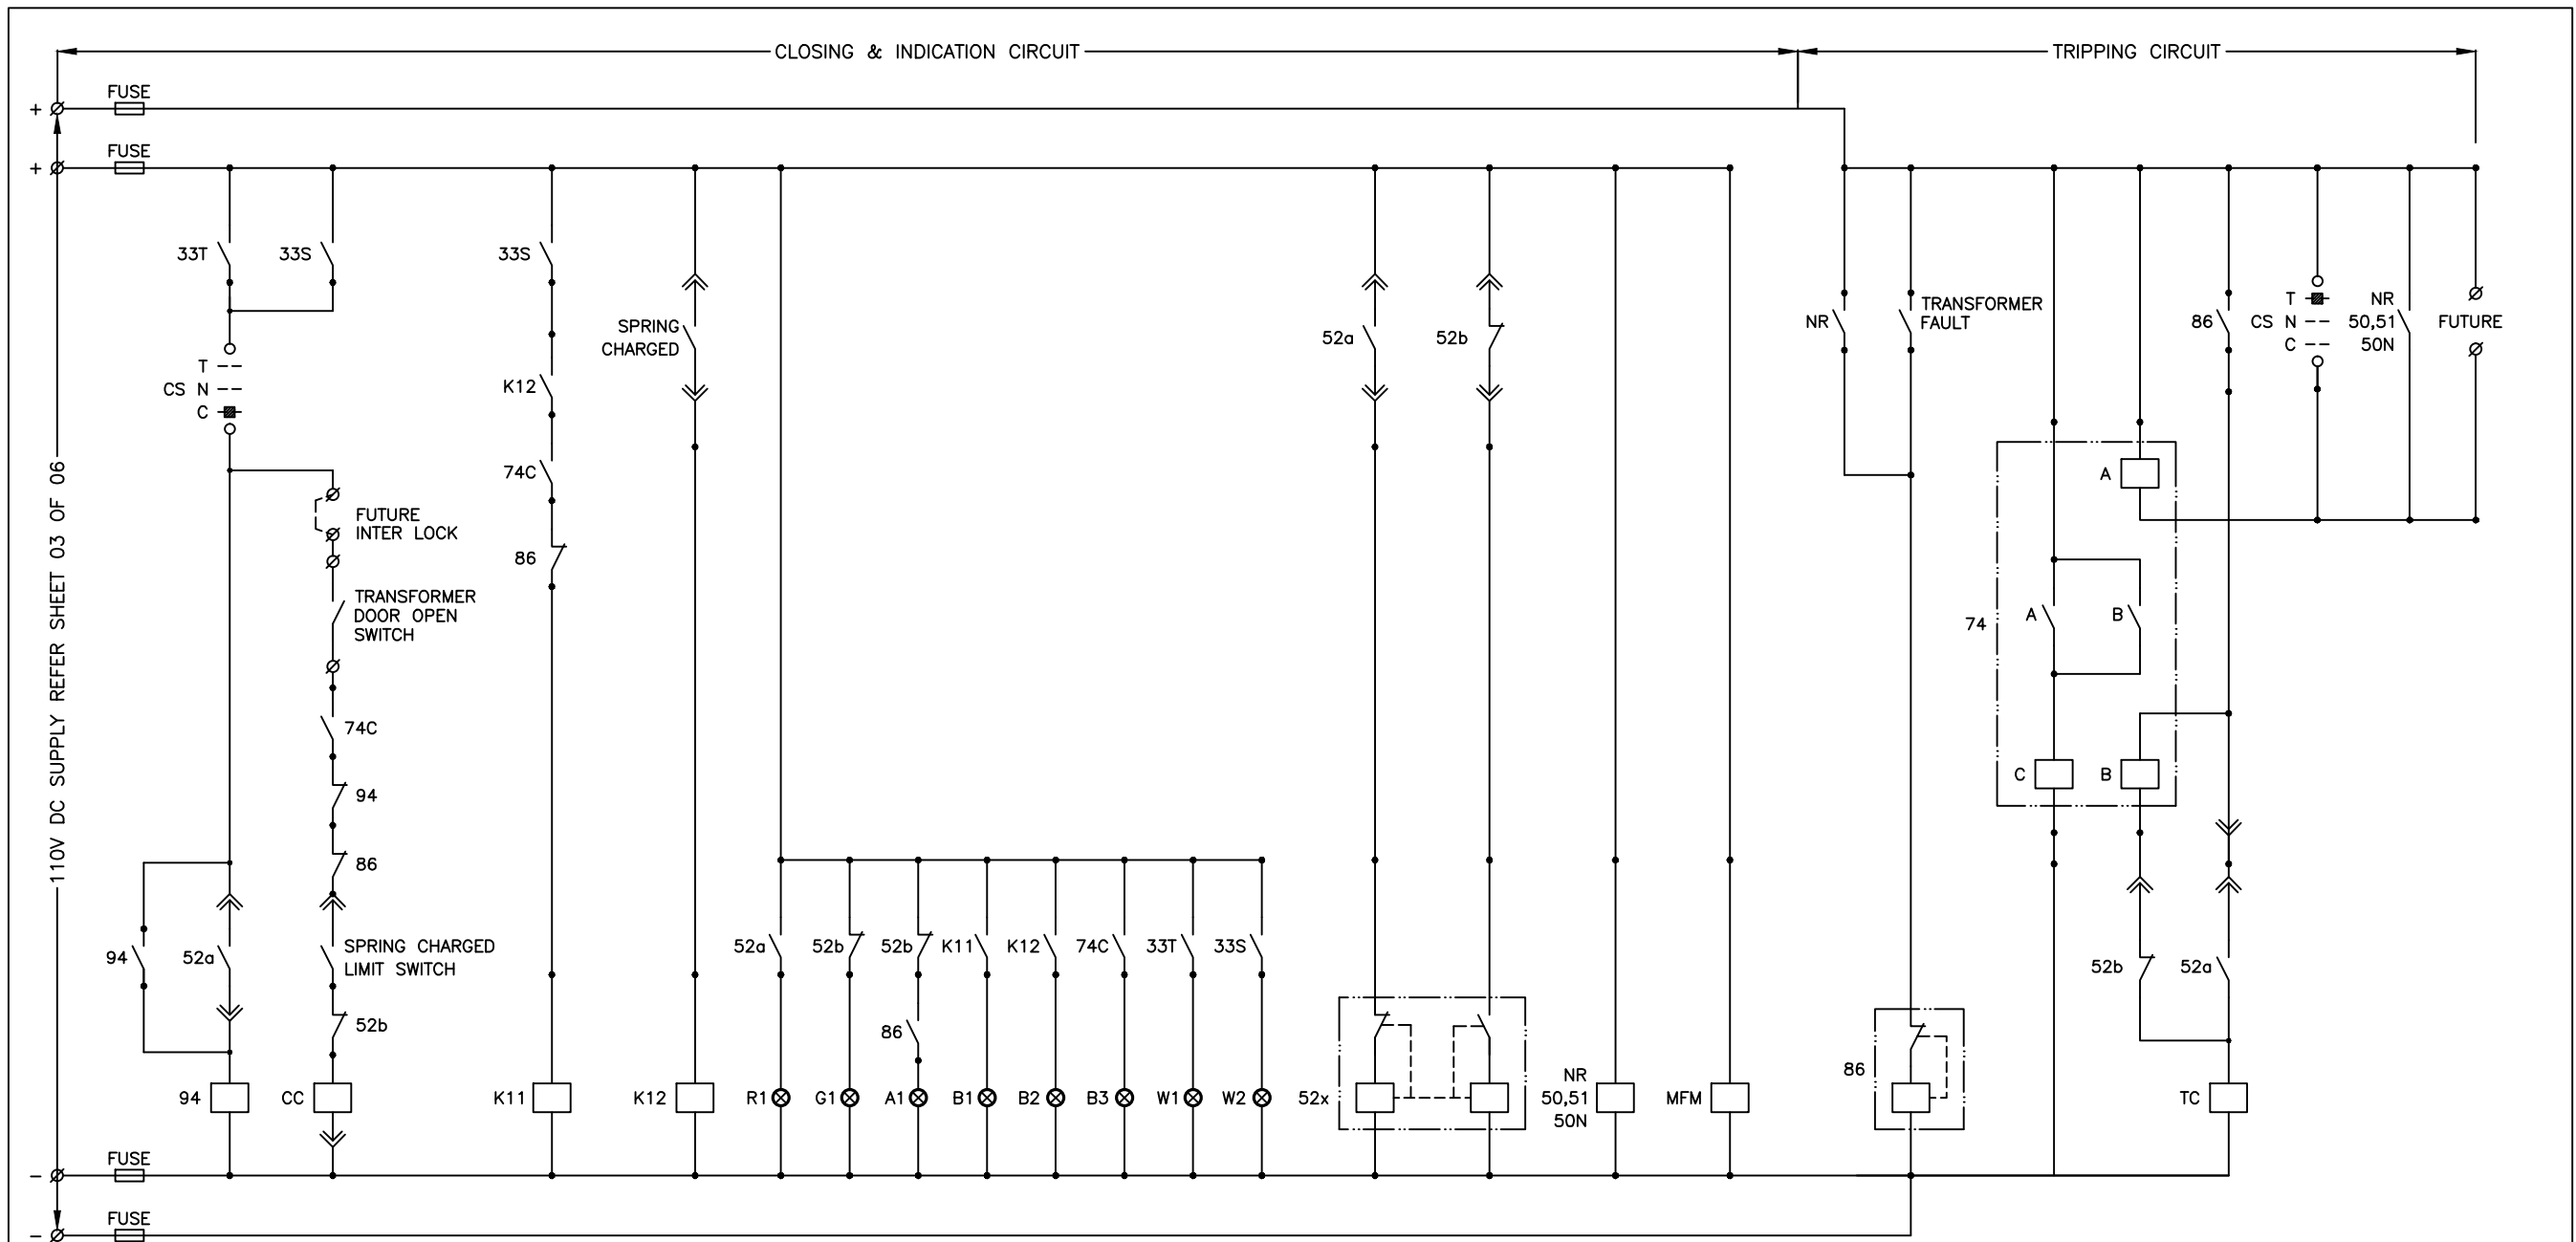 CLOSING & INDICATION CIRCUIT
TRIPPING CIRCUIT
+ FUSE
+ FUSE
110V DC SUPPLY REFER SHEET 03 OF 06
33T
33S
T
CS N
C
FUTURE
INTER LOCK
TRANSFORMER
DOOR OPEN
SWITCH
74C
94
86
SPRING CHARGED
LIMIT SWITCH
52b
94
52a
94
CC
33S
K12
74C
86
K11
SPRING
CHARGED
K12
52a
52b
52b
K11
K12
74C
33T
33S
86
R1
G1
A1
B1
B2
B3
W1
W2
52a
52b
52x
NR
50,51
50N
MFM
NR
TRANSFORMER
FAULT
86
74
A
A
B
C
B
52b
52a
86
T
CS N
C
NR
50,51
50N
FUTURE
TC
- FUSE
- FUSE